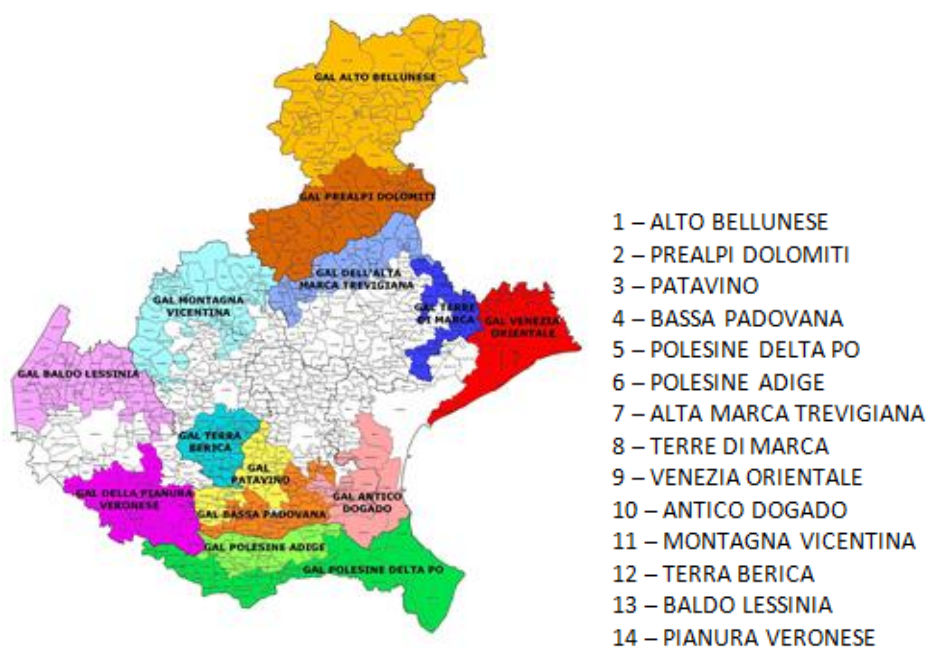 GAL ALTO BELLUNESE
GAL PREALPI DOLOMITI
GAL DELL'ALTA
MARCA TREVIGIANA
GAL MONTAGNA
VICENTINA
GAL TERRE
DI MARCA
GAL VENEZIA
ORIENTALE
GAL BALDO LESSINIA
GAL TERRA
BERICA
GAL
PATAVINO
GAL DELLA PIANURA
VERONESE
GAL ANTICO
DOGADO
GAL BASSA PADOVANA
GAL POLESINE ADIGE
GAL POLESINE DELTA PO
1 – ALTO BELLUNESE
2 – PREALPI DOLOMITI
3 – PATAVINO
4 – BASSA PADOVANA
5 – POLESINE DELTA PO
6 – POLESINE ADIGE
7 – ALTA MARCA TREVIGIANA
8 – TERRE DI MARCA
9 – VENEZIA ORIENTALE
10 – ANTICO DOGADO
11 – MONTAGNA VICENTINA
12 – TERRA BERICA
13 – BALDO LESSINIA
14 – PIANURA VERONESE